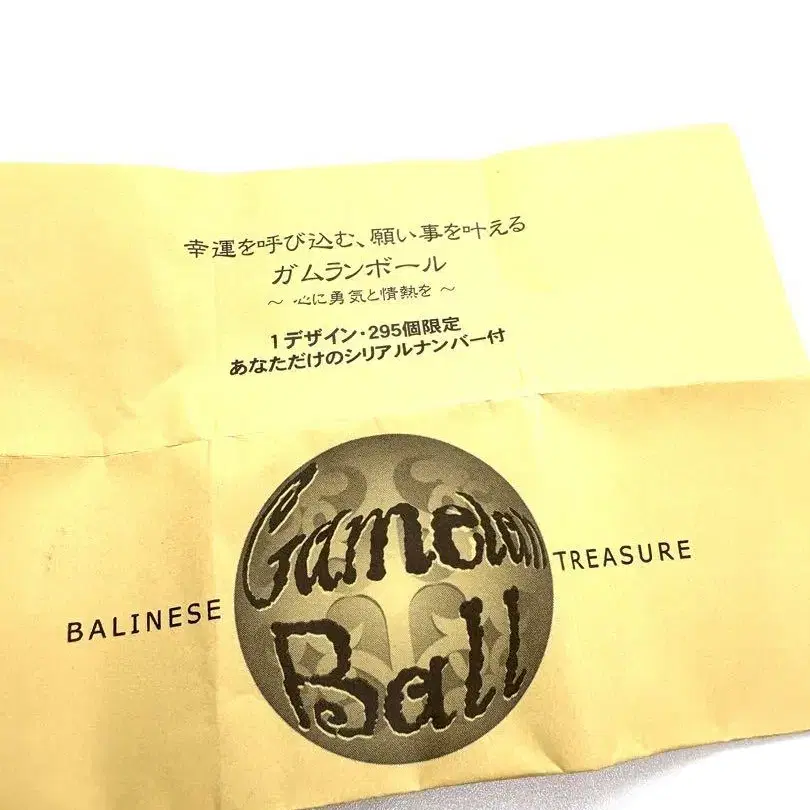 幸運を呼び込む、願い事を叶える
ガムランボール
～ 心に勇気と情熱を ～
1デザイン・295個限定
あなただけのシリアルナンバー付
BALINESE
Gamelan
Ball
TREASURE